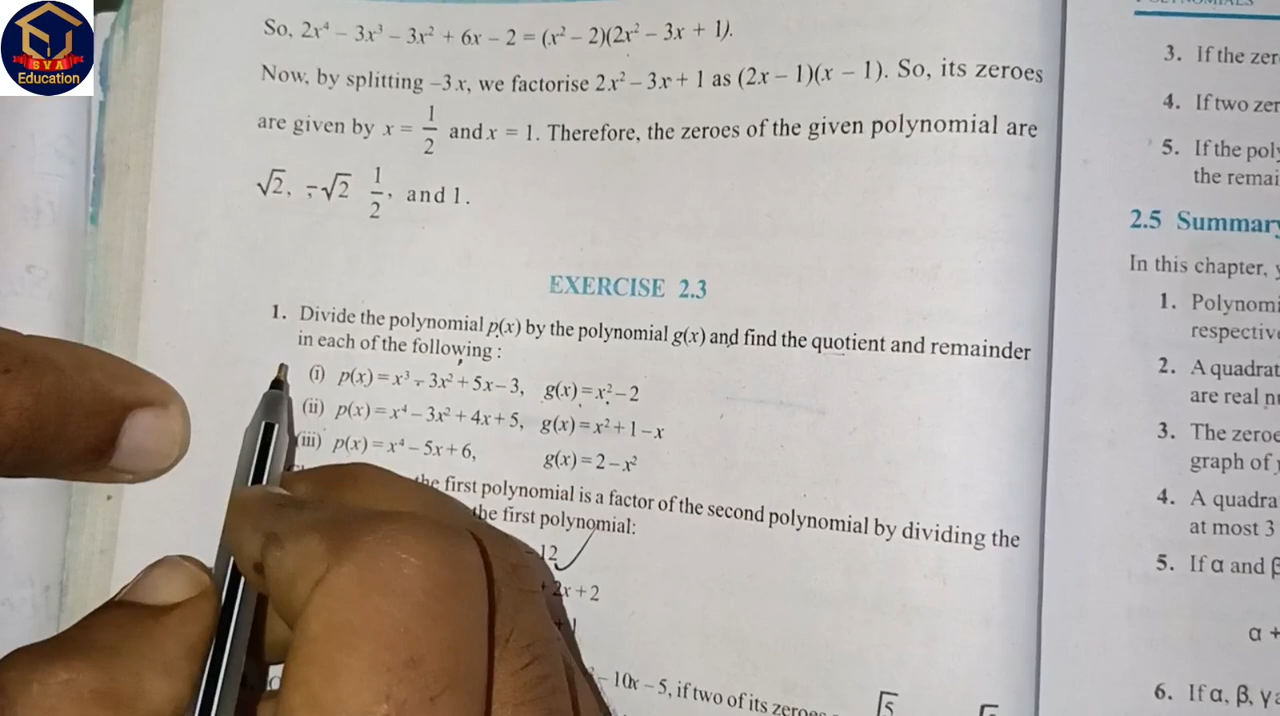 SVA
Education
So, 2x⁴ – 3x³ – 3x² + 6x – 2 = (x² – 2)(2x² – 3x + 1).
Now, by splitting –3x, we factorise 2x² – 3x + 1 as (2x – 1)(x – 1). So, its zeroes
are given by x = 1/2 and x = 1. Therefore, the zeroes of the given polynomial are
√2, –√2 1/2, and 1.
EXERCISE 2.3
1. Divide the polynomial p(x) by the polynomial g(x) and find the quotient and remainder
in each of the following :
(i) p(x) = x³ – 3x² + 5x – 3, g(x) = x² – 2
(ii) p(x) = x⁴ – 3x² + 4x + 5, g(x) = x² + 1 – x
(iii) p(x) = x⁴ – 5x + 6, g(x) = 2 – x²
the first polynomial is a factor of the second polynomial by dividing the
the first polynomial:
– 12
+ 2x + 2
+ 1
– 10x – 5, if two of its zeroes
3. If the zer
4. If two zer
5. If the poly
the remai
2.5 Summary
In this chapter, y
1. Polynomi
respectiv
2. A quadrat
are real nu
3. The zeroe
graph of
4. A quadra
at most 3
5. If α and β
α +
6. If α, β, γ